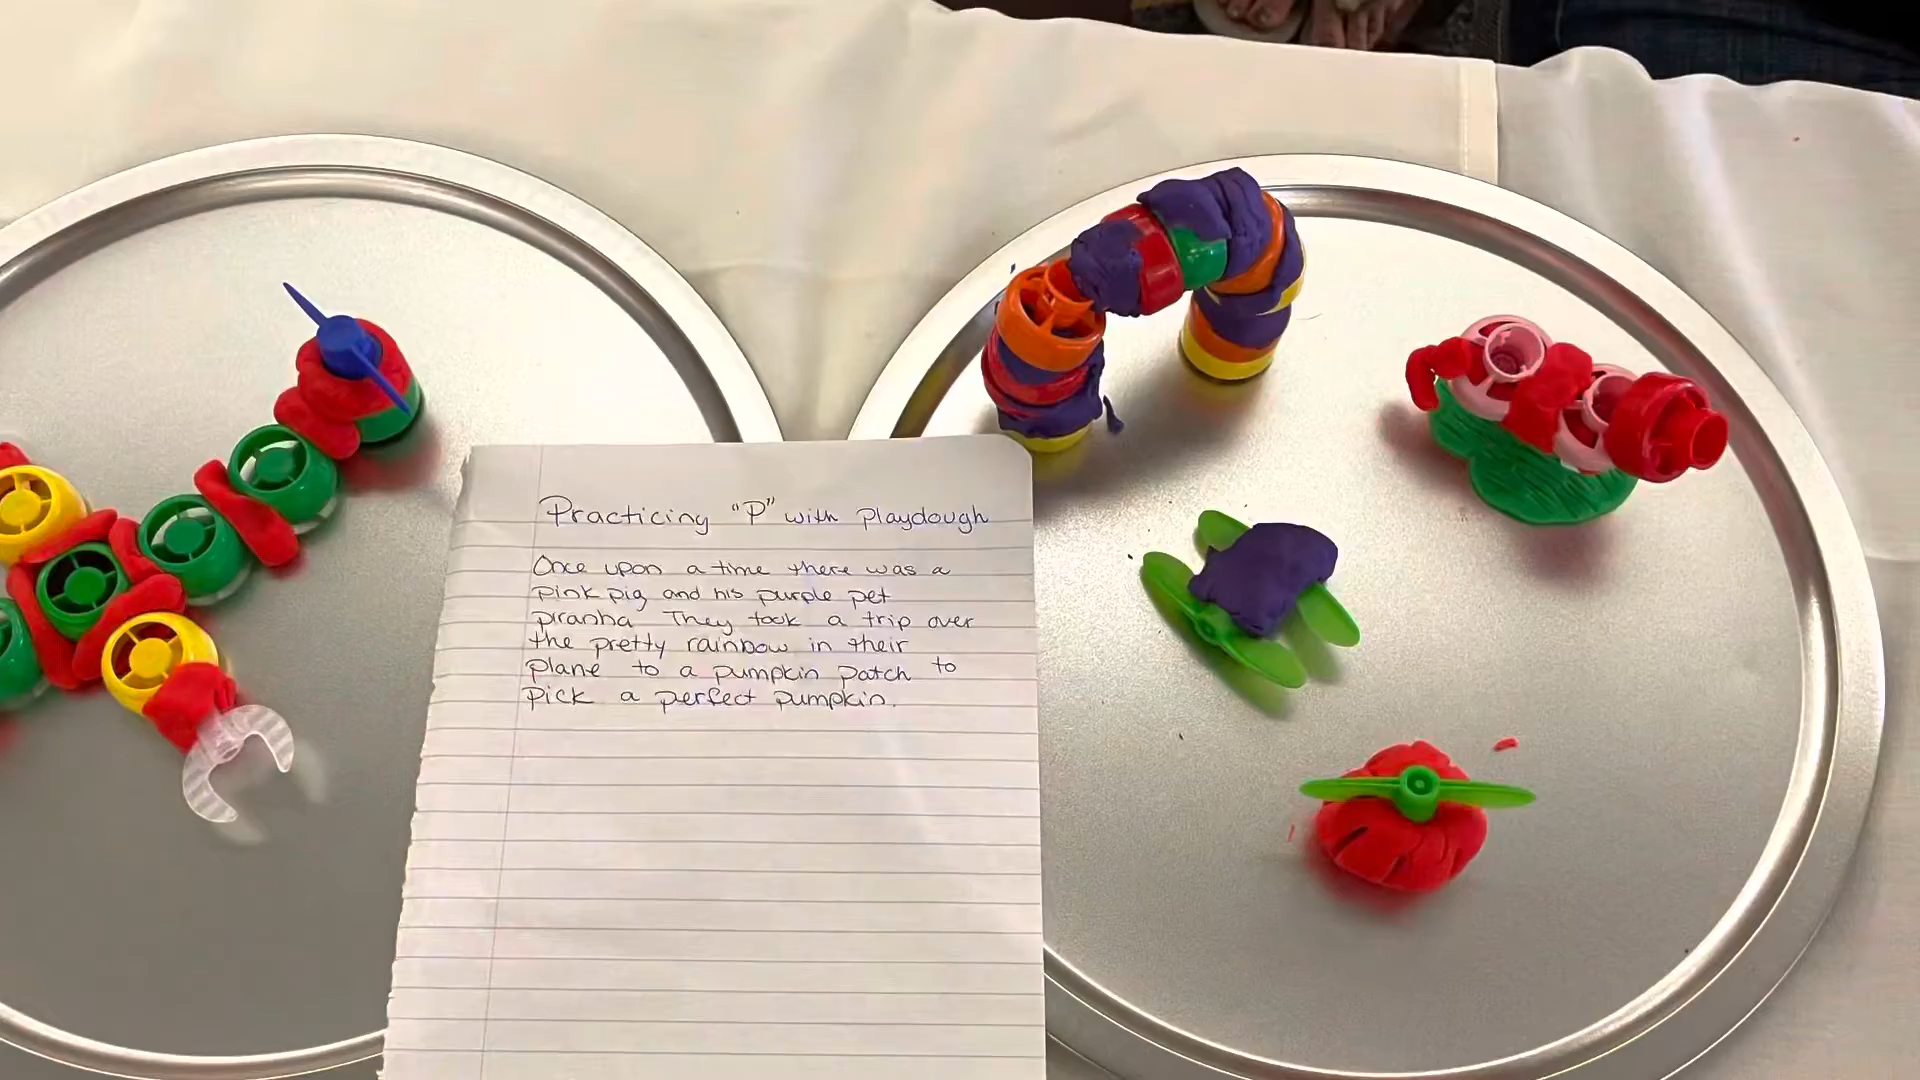 Practicing "P" with Playdough
Once upon a time there was a
pink pig and his purple pet
piranha They took a trip over
the pretty rainbow in their
plane to a pumpkin patch to
pick a perfect pumpkin.